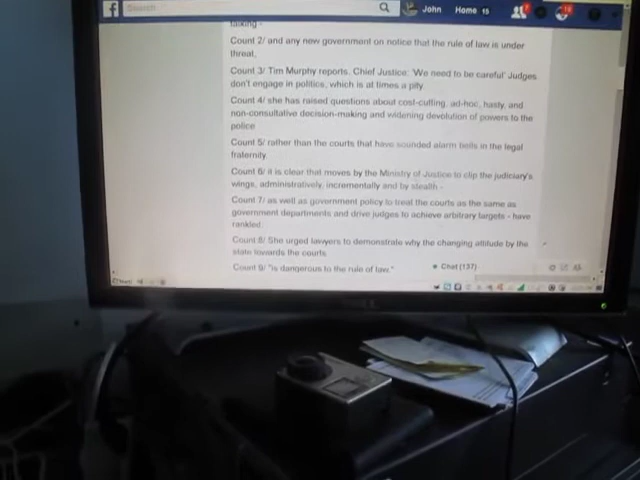 f Search John Home 15
talking -
Count 2/ and any new government on notice that the rule of law is under
threat,
Count 3/ Tim Murphy reports. Chief Justice: 'We need to be careful' Judges
don't engage in politics, which is at times a pity
Count 4/ she has raised questions about cost-cutting, ad-hoc, hasty, and
non-consultative decision-making and widening devolution of powers to the
police
Count 5/ rather than the courts that have sounded alarm bells in the legal
fraternity.
Count 6/ it is clear that moves by the Ministry of Justice to clip the judiciary's
wings, administratively, incrementally and by stealth -
Count 7/ as well as government policy to treat the courts as the same as
government departments and drive judges to achieve arbitrary targets - have
rankled.
Count 8/ She urged lawyers to demonstrate why the changing attitude by the
state towards the courts
Count 9/ "is dangerous to the rule of law."
Chat (137)